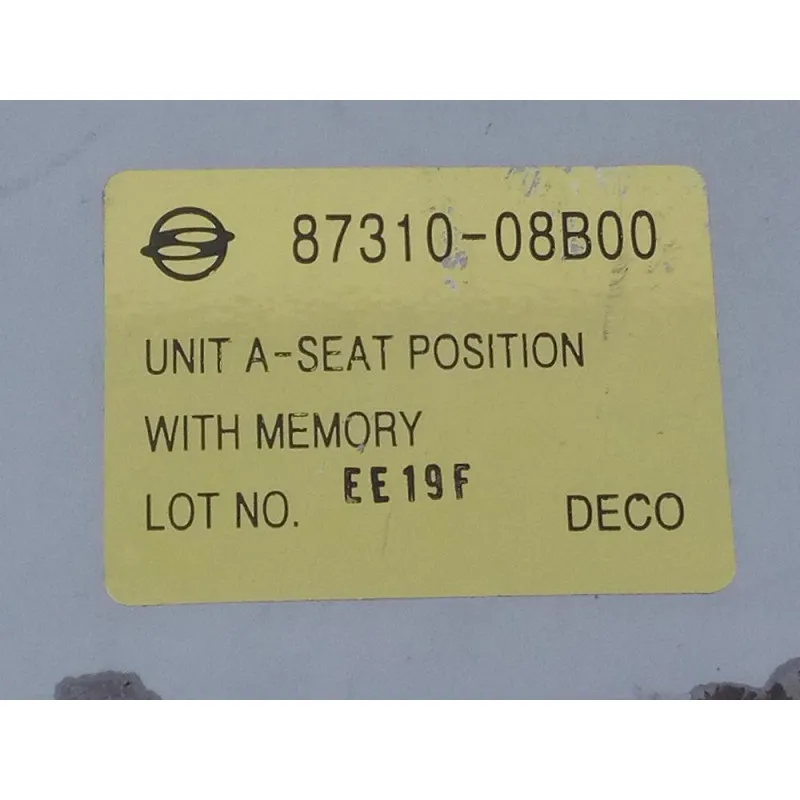 87310-08B00
UNIT A-SEAT POSITION
WITH MEMORY
LOT NO. EE19F DECO